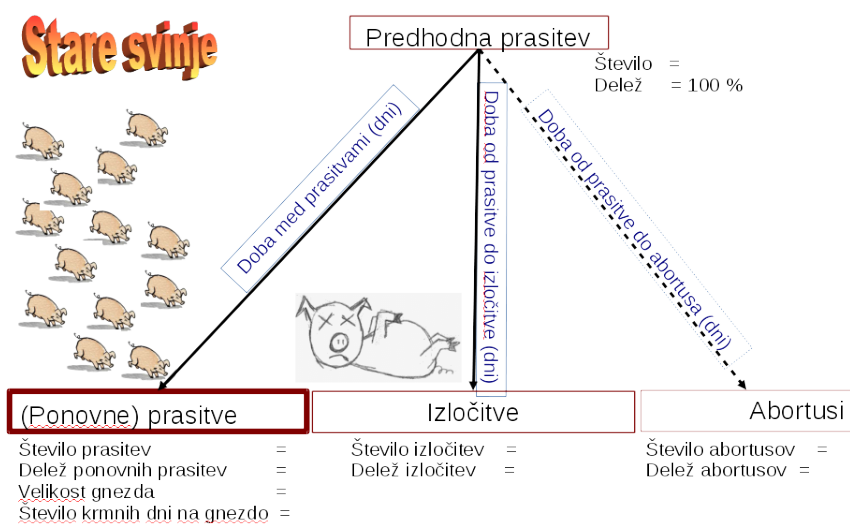 Stare svinje
Predhodna prasitev
Število =
Delež = 100 %
Doba med prasitvami (dni)
Doba od prasitve do izločitve (dni)
Doba od prasitve do abortusa (dni)
(Ponovne) prasitve
Število prasitev =
Delež ponovnih prasitev =
Velikost gnezda =
Število krmnih dni na gnezdo =
Izločitve
Število izločitev =
Delež izločitev =
Abortusi
Število abortusov =
Delež abortusov =